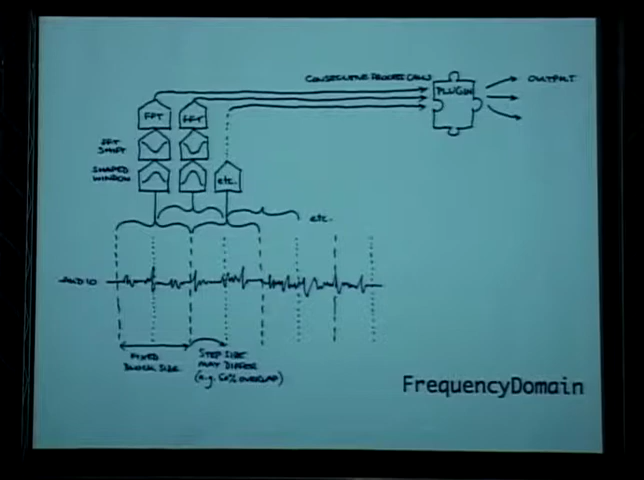 CONSECUTIVE PROCESS CALLS
PLUGIN
OUTPUT
FFT
FFT
FFT
SHIFT
SHAPED
WINDOW
etc.
etc.
AUDIO
FIXED
BLOCK SIZE
STEP SIZE
MAY DIFFER
(e.g. 50% OVERLAP)
FrequencyDomain